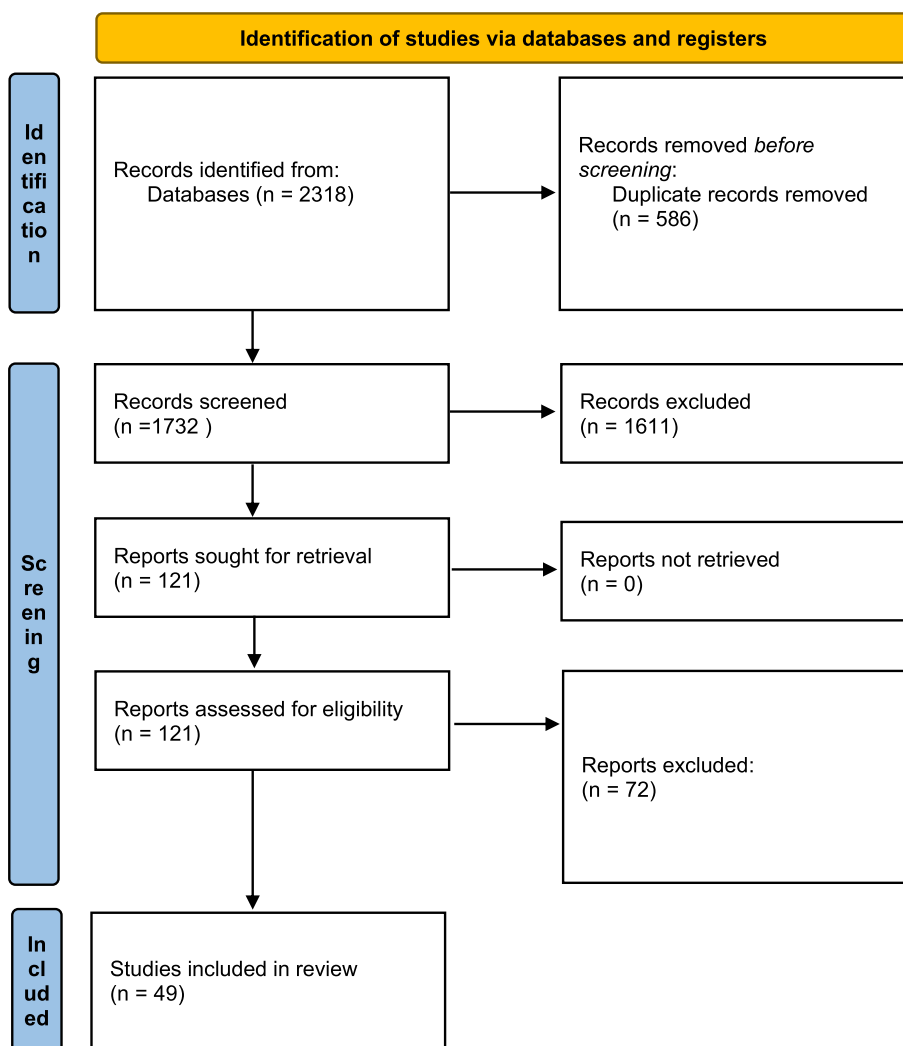 Identification of studies via databases and registers
Id
en
tifi
ca
tio
n
Records identified from:
Databases (n = 2318)
Records removed before
screening:
Duplicate records removed
(n = 586)
Sc
re
en
in
g
Records screened
(n =1732 )
Records excluded
(n = 1611)
Reports sought for retrieval
(n = 121)
Reports not retrieved
(n = 0)
Reports assessed for eligibility
(n = 121)
Reports excluded:
(n = 72)
In
cl
ud
ed
Studies included in review
(n = 49)